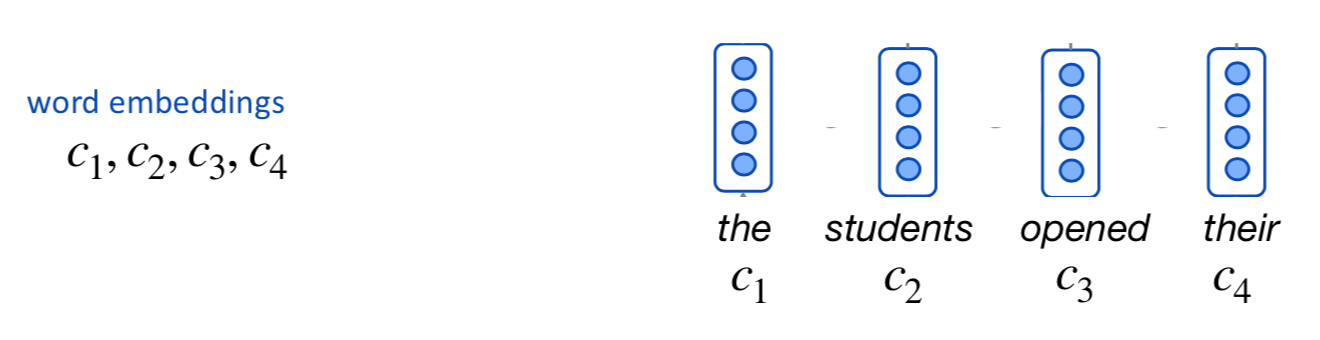 word embeddings
c1, c2, c3, c4
the students opened their
c1 c2 c3 c4